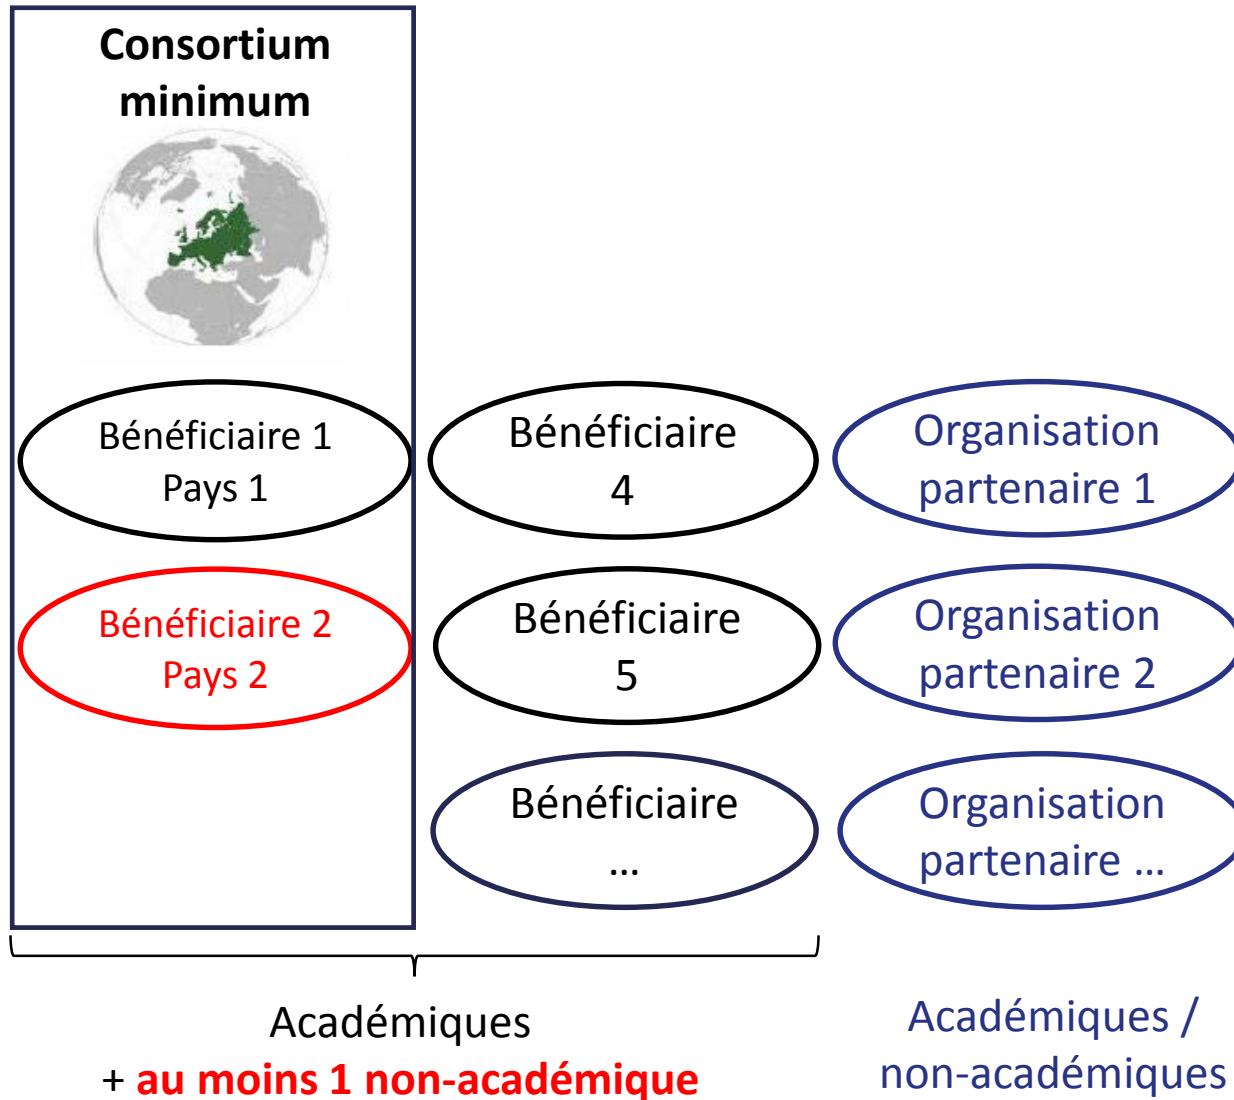 Consortium
minimum
Bénéficiaire 1
Pays 1
Bénéficiaire 2
Pays 2
Bénéficiaire
4
Bénéficiaire
5
Bénéficiaire
...
Organisation
partenaire 1
Organisation
partenaire 2
Organisation
partenaire ...
Académiques
+ au moins 1 non-académique
Académiques /
non-académiques